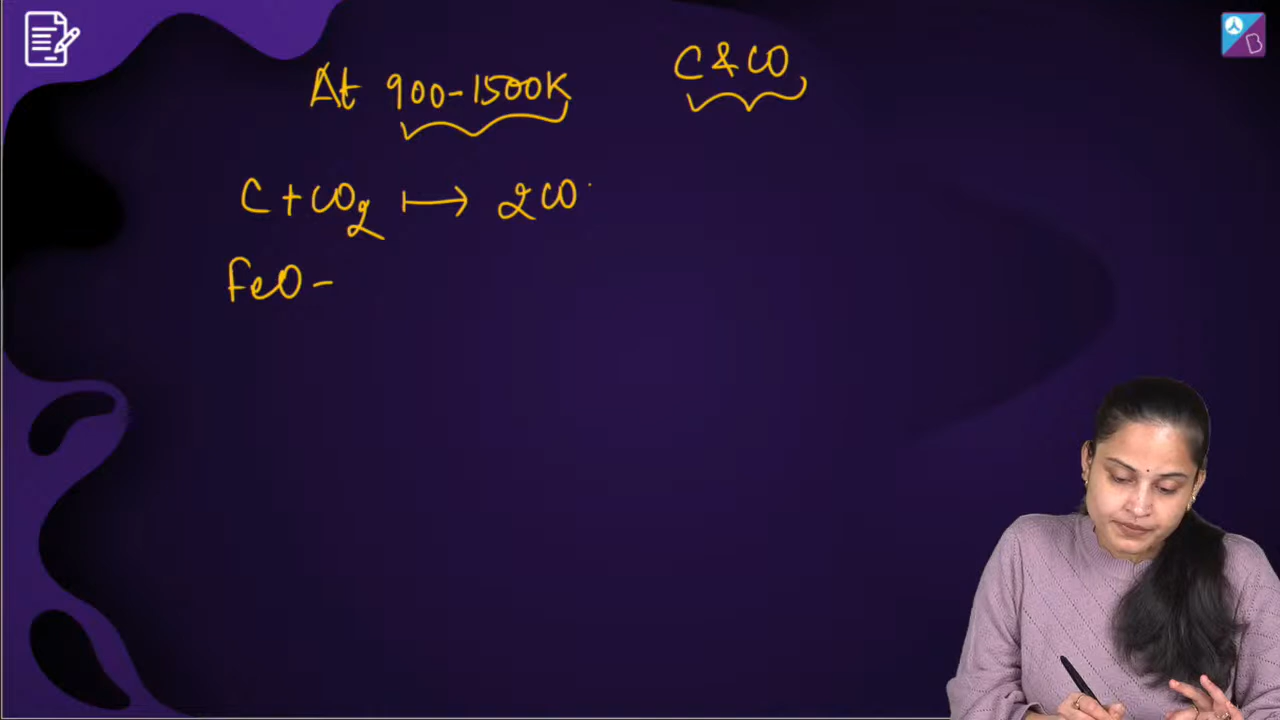 At 900-1500K C & CO
C + CO2 ⟼ 2CO
FeO -